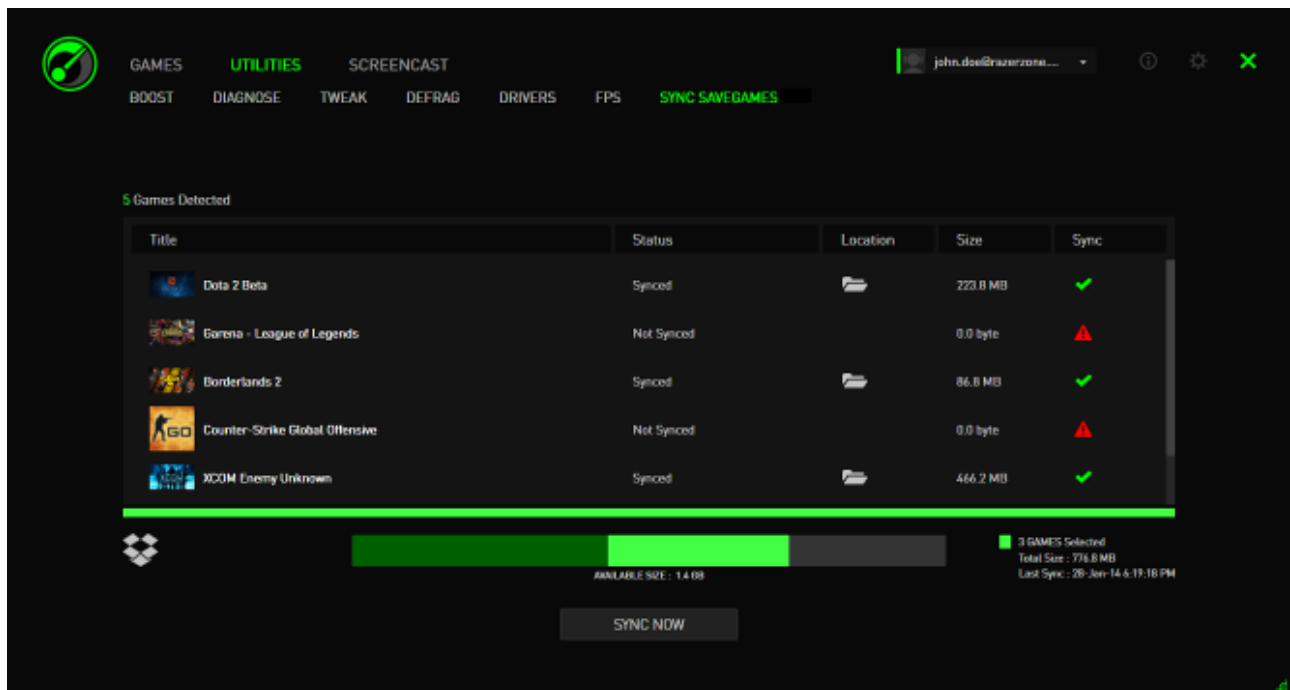 GAMES UTILITIES SCREENCAST john.doe@razerzone....
BOOST DIAGNOSE TWEAK DEFRAG DRIVERS FPS SYNC SAVEGAMES
5 Games Detected
Title Status Location Size Sync
Dota 2 Beta Synced 223.8 MB
Garena - League of Legends Not Synced 0.0 byte
Borderlands 2 Synced 86.8 MB
GO Counter-Strike Global Offensive Not Synced 0.0 byte
XCOM XCOM Enemy Unknown Synced 466.2 MB
3 GAMES Selected
Total Size : 776.8 MB
Last Sync : 28-Jan-14 6:19:18 PM
AVAILABLE SIZE : 1.4 GB
SYNC NOW